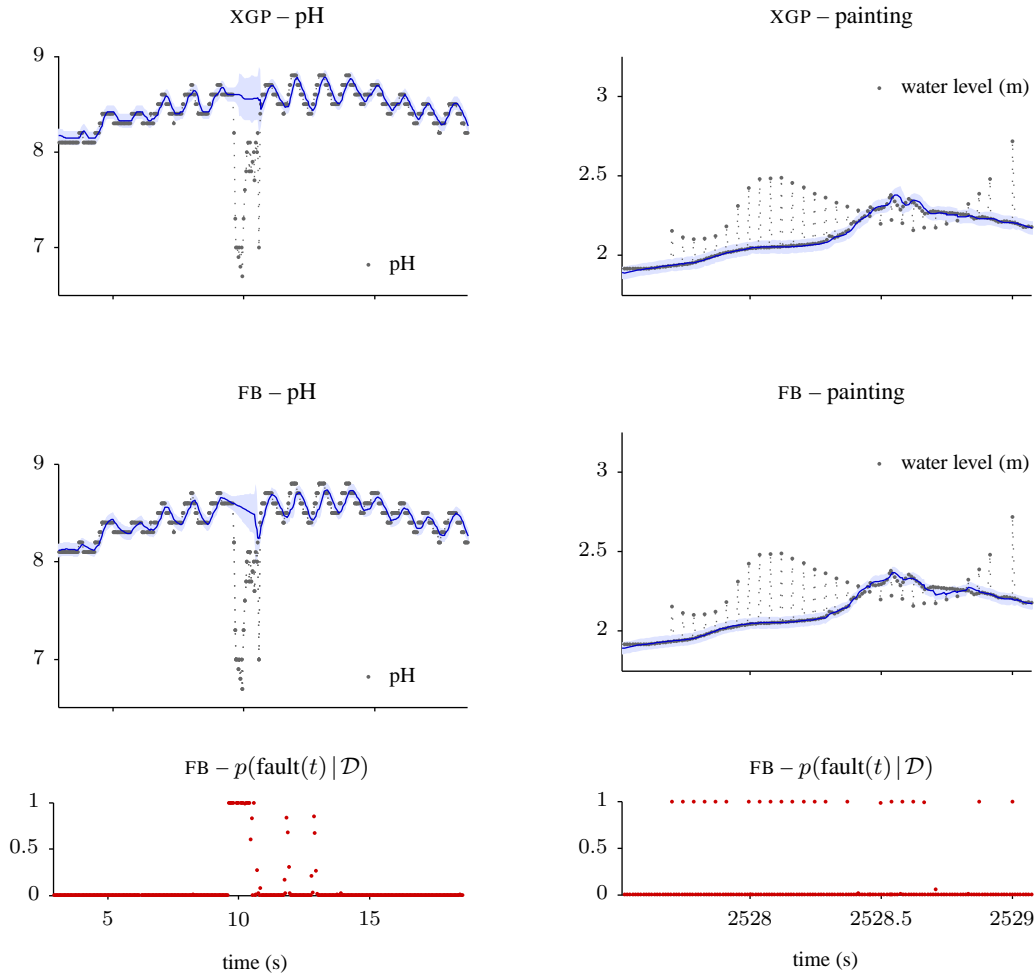 XGP – pH
9
8
7
pH
XGP – painting
3
2.5
2
water level (m)
FB – pH
9
8
7
pH
FB – painting
3
2.5
2
water level (m)
FB – p(fault(t) | 𝒟)
1
0.5
0
5
10
15
time (s)
FB – p(fault(t) | 𝒟)
1
0.5
0
2528
2528.5
2529
time (s)